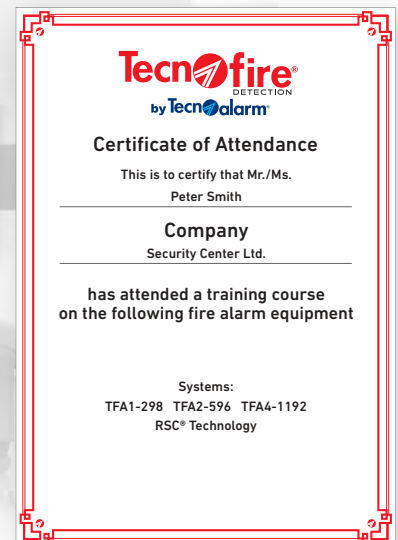 Tecnofire®
DETECTION
by Tecnoalarm®
Certificate of Attendance
This is to certify that Mr./Ms.
Peter Smith
Company
Security Center Ltd.
has attended a training course
on the following fire alarm equipment
Systems:
TFA1-298 TFA2-596 TFA4-1192
RSC® Technology